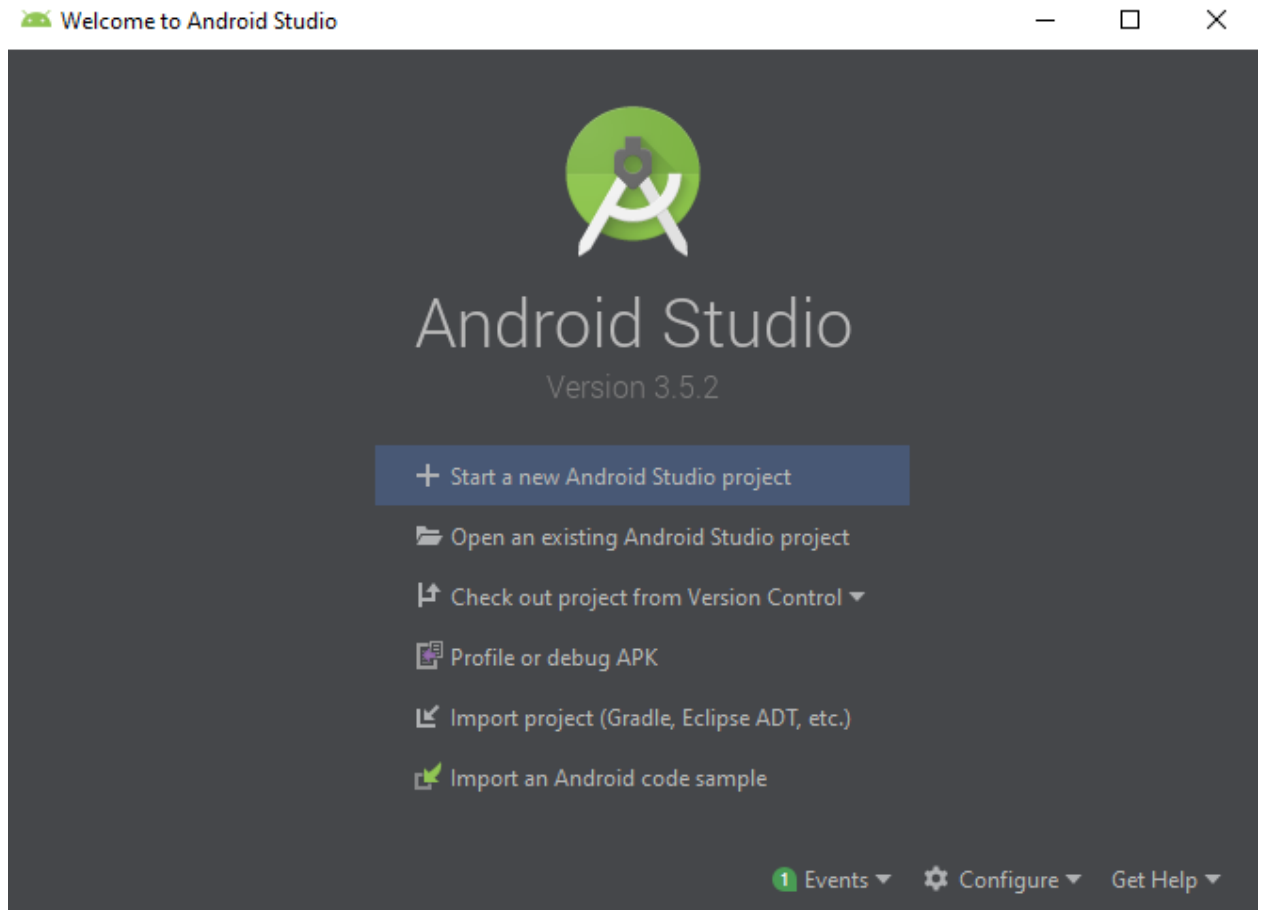 Welcome to Android Studio
Android Studio
Version 3.5.2
Start a new Android Studio project
Open an existing Android Studio project
Check out project from Version Control
Profile or debug APK
Import project (Gradle, Eclipse ADT, etc.)
Import an Android code sample
1 Events Configure Get Help